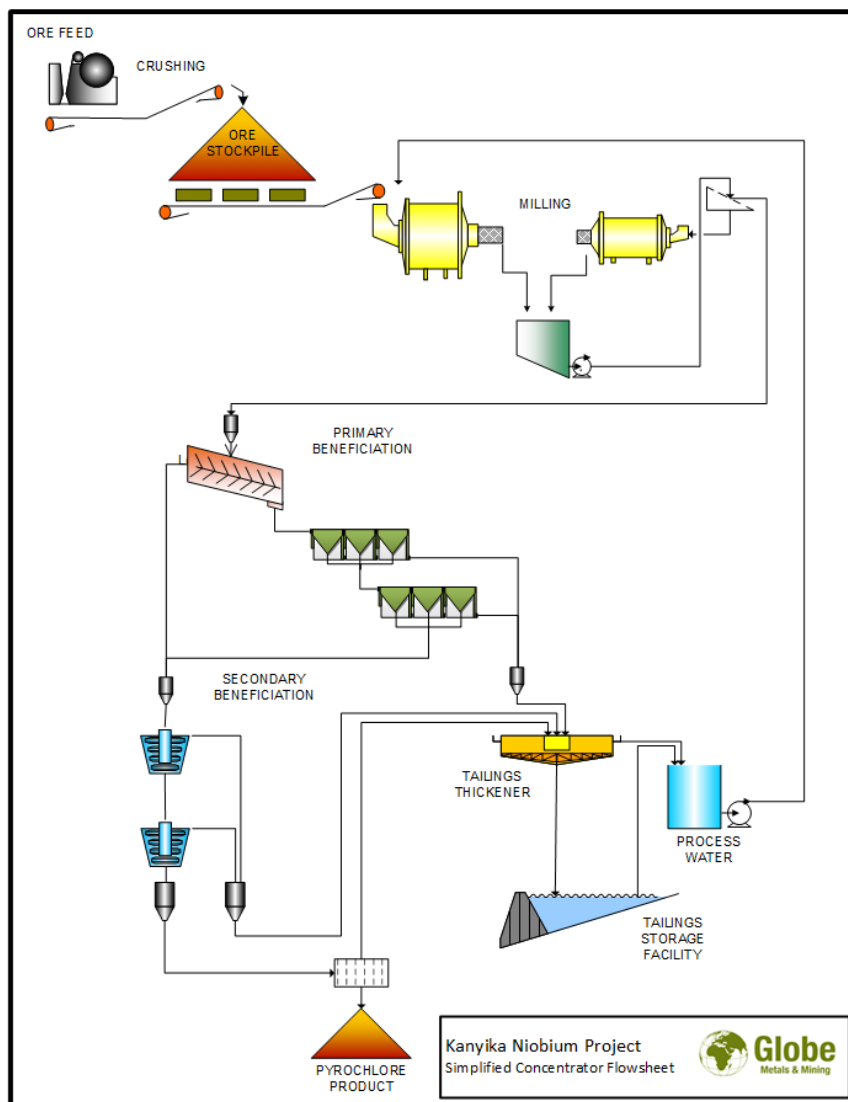 ORE FEED
CRUSHING
ORE
STOCKPILE
MILLING
PRIMARY
BENEFICIATION
SECONDARY
BENEFICIATION
TAILINGS
THICKENER
PROCESS
WATER
TAILINGS
STORAGE
FACILITY
PYROCHLORE
PRODUCT
Kanyika Niobium Project
Simplified Concentrator Flowsheet
Globe
Metals & Mining